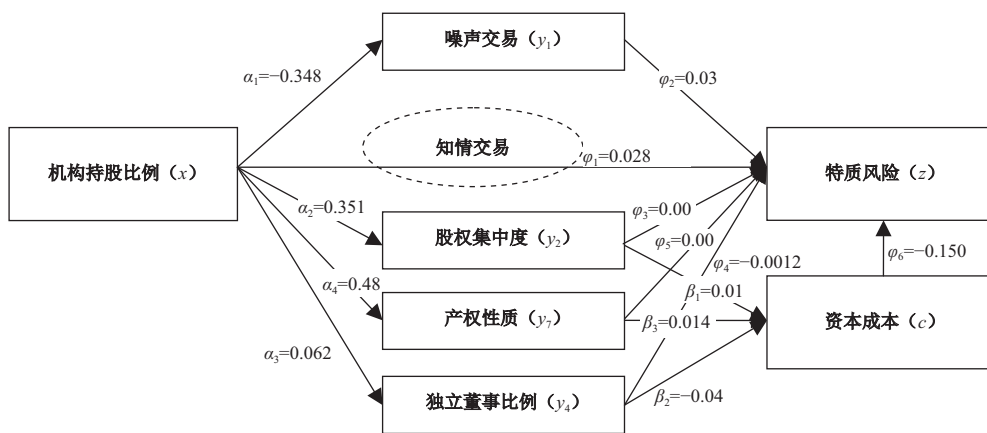 噪声交易（y₁）
α₁=−0.348
φ₂=0.03
知情交易
机构持股比例（x）
φ₁=0.028
特质风险（z）
α₂=0.351
φ₃=0.00
股权集中度（y₂）
φ₅=0.00
φ₄=−0.0012
φ₆=−0.150
α₄=0.48
β₁=0.01
产权性质（y₇）
β₃=0.014
资本成本（c）
α₃=0.062
独立董事比例（y₄）
β₂=−0.04